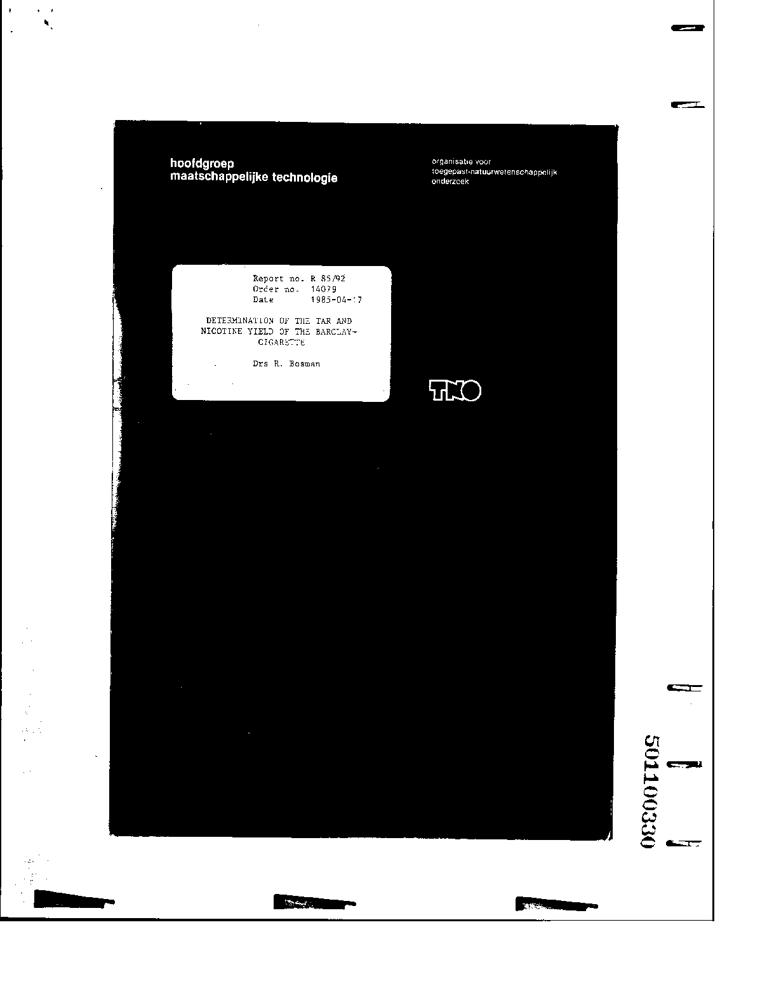 hoofdgroep
maatschappelijke technologie
organisatie voor
toegepast-natuurwetenschappelijk
onderzoek
Report no. R 85/92
Order no. 14079
Date 1985-04-17
DETERMINATION OF THE TAR AND
NICOTINE YIELD OF THE BARCLAY-
CIGARETTE
Drs R. Bosman
TNO
501100330